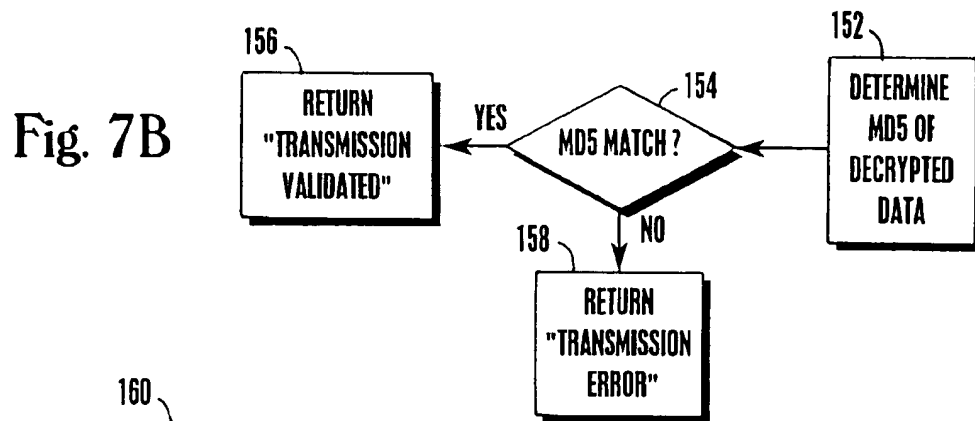 Fig. 7B
156
RETURN
"TRANSMISSION
VALIDATED"
YES
154
MD5 MATCH ?
152
DETERMINE
MD5 OF
DECRYPTED
DATA
NO
158
RETURN
"TRANSMISSION
ERROR"
160